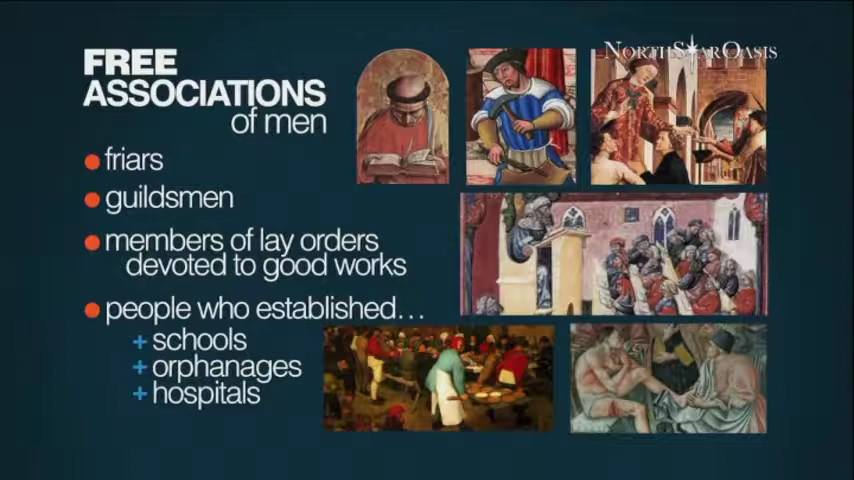 FREE
ASSOCIATIONS
of men
friars
guildsmen
members of lay orders
devoted to good works
people who established…
+ schools
+ orphanages
+ hospitals
NORTHSTAROASIS